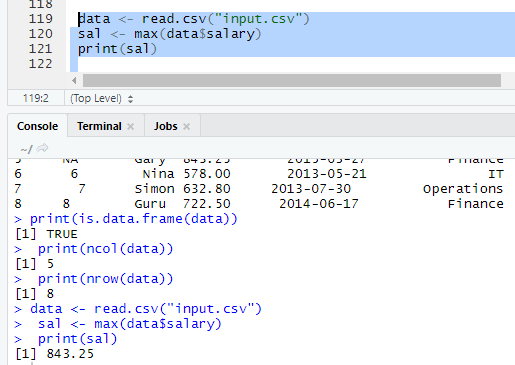 118
119 data <- read.csv("input.csv")
120 sal <- max(data$salary)
121 print(sal)
122
119:2 (Top Level)
Console Terminal Jobs
~/
5 NA Gary 843.25 2013-03-27 Finance
6 6 Nina 578.00 2013-05-21 IT
7 7 Simon 632.80 2013-07-30 Operations
8 8 Guru 722.50 2014-06-17 Finance
> print(is.data.frame(data))
[1] TRUE
> print(ncol(data))
[1] 5
> print(nrow(data))
[1] 8
> data <- read.csv("input.csv")
> sal <- max(data$salary)
> print(sal)
[1] 843.25